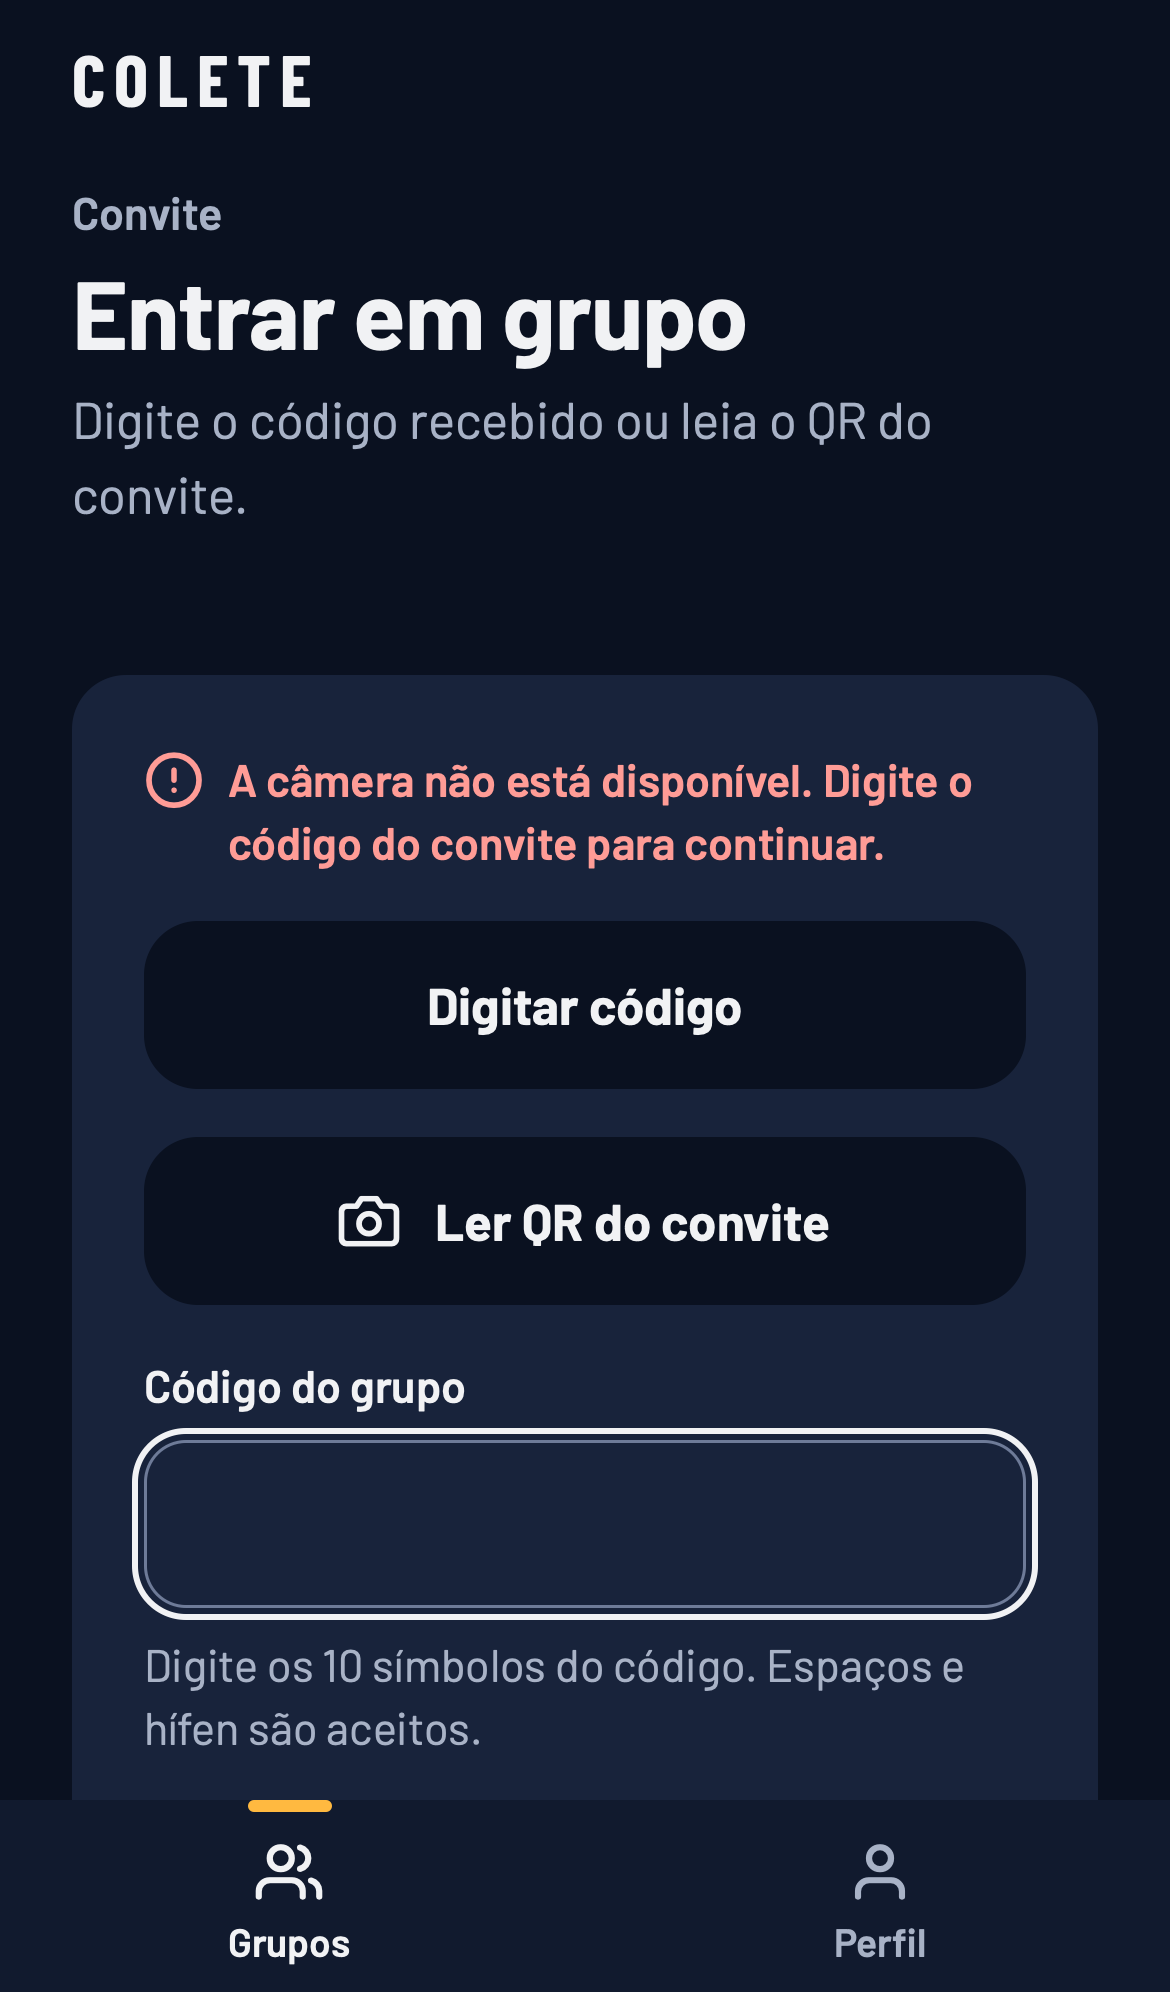 COLETE
Convite
Entrar em grupo
Digite o código recebido ou leia o QR do
convite.
A câmera não está disponível. Digite o
código do convite para continuar.
Digitar código
Ler QR do convite
Código do grupo
Digite os 10 símbolos do código. Espaços e
hífen são aceitos.
Grupos
Perfil